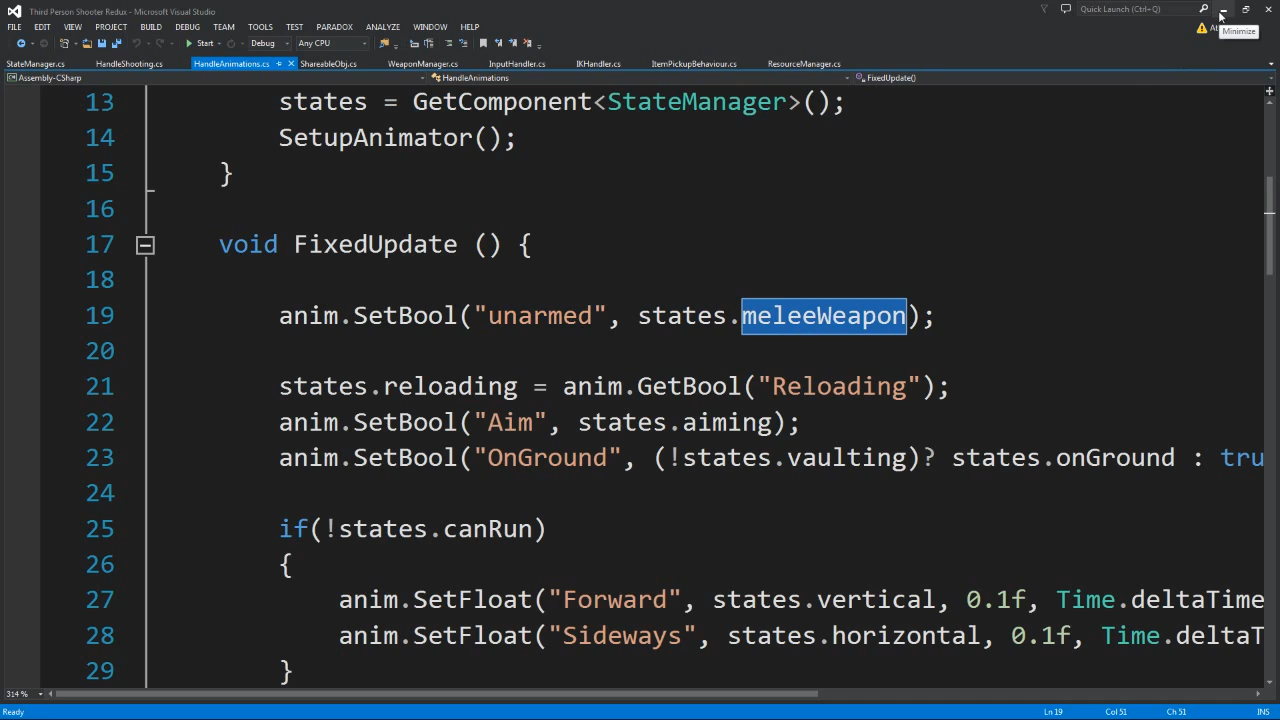 Third Person Shooter Redux - Microsoft Visual Studio
Quick Launch (Ctrl+Q)
FILE EDIT VIEW PROJECT BUILD DEBUG TEAM TOOLS TEST PARADOX ANALYZE WINDOW HELP
Minimize
Start Debug Any CPU
StateManager.cs HandleShooting.cs HandleAnimations.cs ShareableObj.cs WeaponManager.cs InputHandler.cs IKHandler.cs ItemPickupBehaviour.cs ResourceManager.cs
Assembly-CSharp HandleAnimations FixedUpdate()
13 states = GetComponent<StateManager>();
14 SetupAnimator();
15 }
16
17 void FixedUpdate () {
18
19 anim.SetBool("unarmed", states.meleeWeapon);
20
21 states.reloading = anim.GetBool("Reloading");
22 anim.SetBool("Aim", states.aiming);
23 anim.SetBool("OnGround", (!states.vaulting)? states.onGround : tru
24
25 if(!states.canRun)
26 {
27 anim.SetFloat("Forward", states.vertical, 0.1f, Time.deltaTime
28 anim.SetFloat("Sideways", states.horizontal, 0.1f, Time.deltaT
29 }
314 %
Ready Ln 19 Col 51 Ch 51 INS